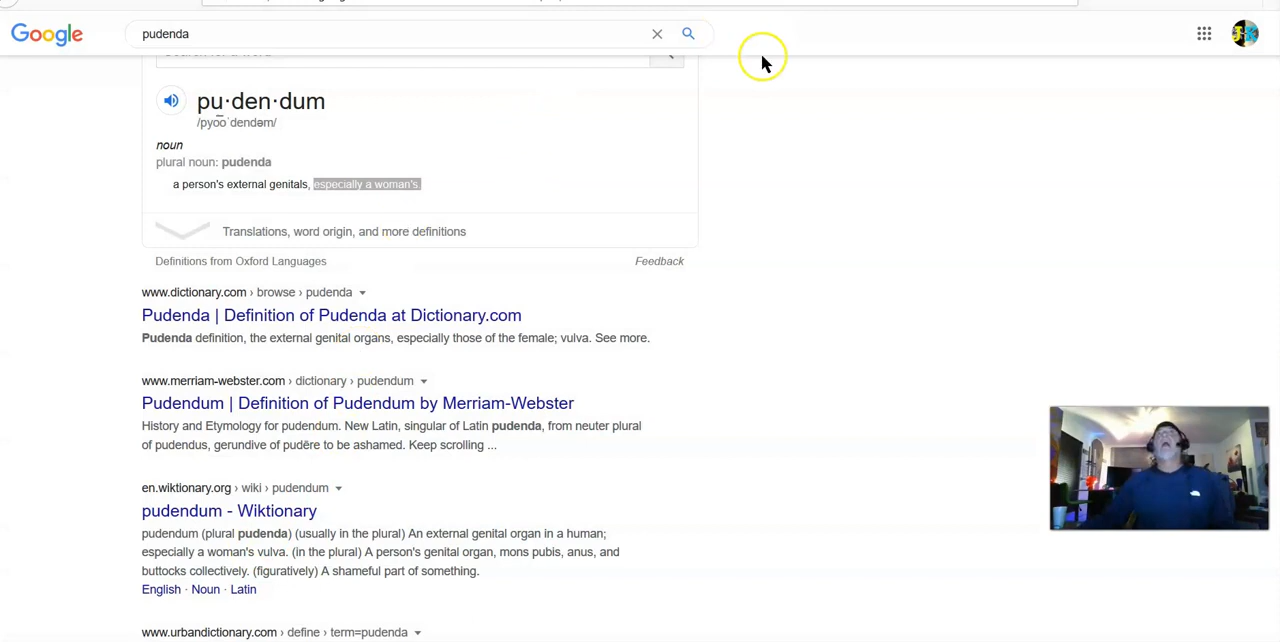 Google
pudenda
Search for a word
pu·den·dum
/pyo͞oˈdendəm/
noun
plural noun: pudenda
a person's external genitals, especially a woman's.
Translations, word origin, and more definitions
Definitions from Oxford Languages
Feedback
www.dictionary.com › browse › pudenda
Pudenda | Definition of Pudenda at Dictionary.com
Pudenda definition, the external genital organs, especially those of the female; vulva. See more.
www.merriam-webster.com › dictionary › pudendum
Pudendum | Definition of Pudendum by Merriam-Webster
History and Etymology for pudendum. New Latin, singular of Latin pudenda, from neuter plural
of pudendus, gerundive of pudēre to be ashamed. Keep scrolling ...
en.wiktionary.org › wiki › pudendum
pudendum - Wiktionary
pudendum (plural pudenda) (usually in the plural) An external genital organ in a human;
especially a woman's vulva. (in the plural) A person's genital organ, mons pubis, anus, and
buttocks collectively. (figuratively) A shameful part of something.
English · Noun · Latin
www.urbandictionary.com › define › term=pudenda